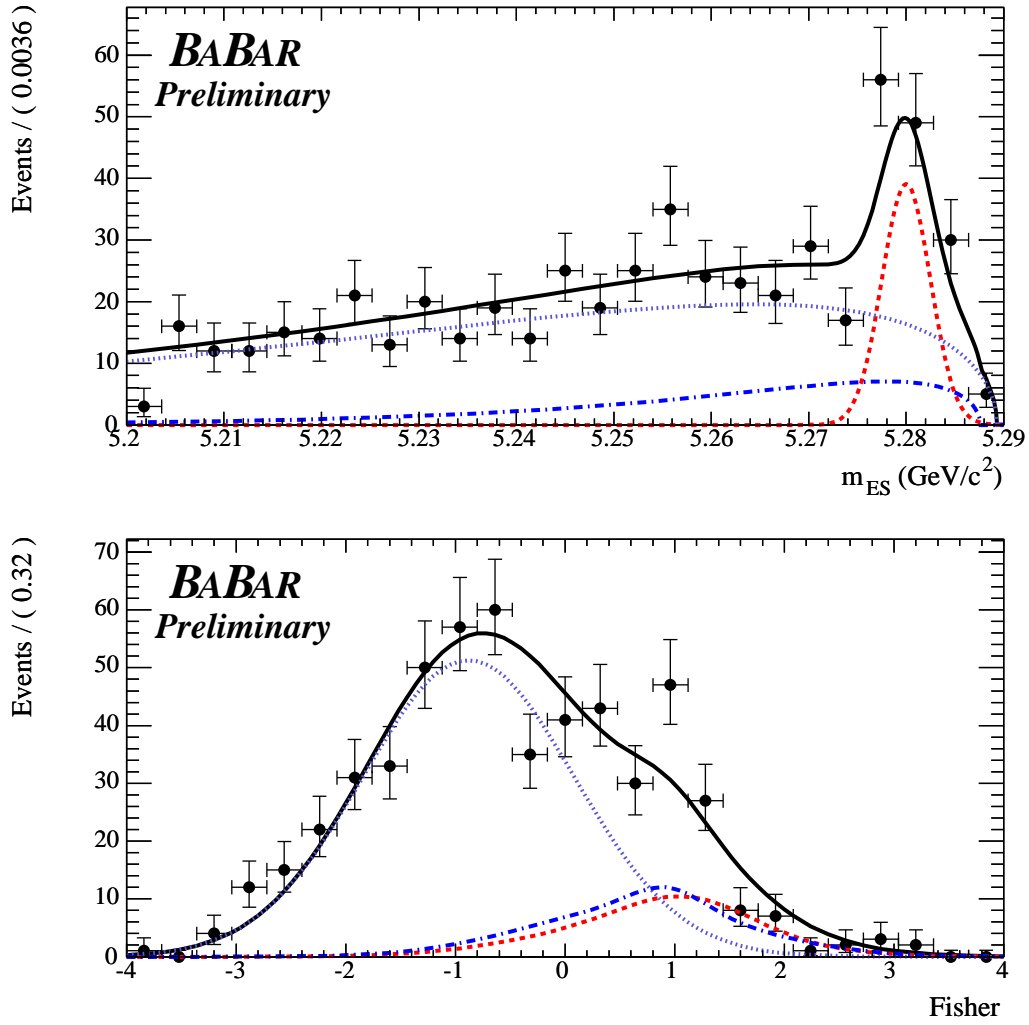 Events / ( 0.0036 )
BABAR
Preliminary
60
50
40
30
20
10
0
5.2 5.21 5.22 5.23 5.24 5.25 5.26 5.27 5.28 5.29
m_ES (GeV/c²)
Events / ( 0.32 )
BABAR
Preliminary
70
60
50
40
30
20
10
0
-4 -3 -2 -1 0 1 2 3 4
Fisher